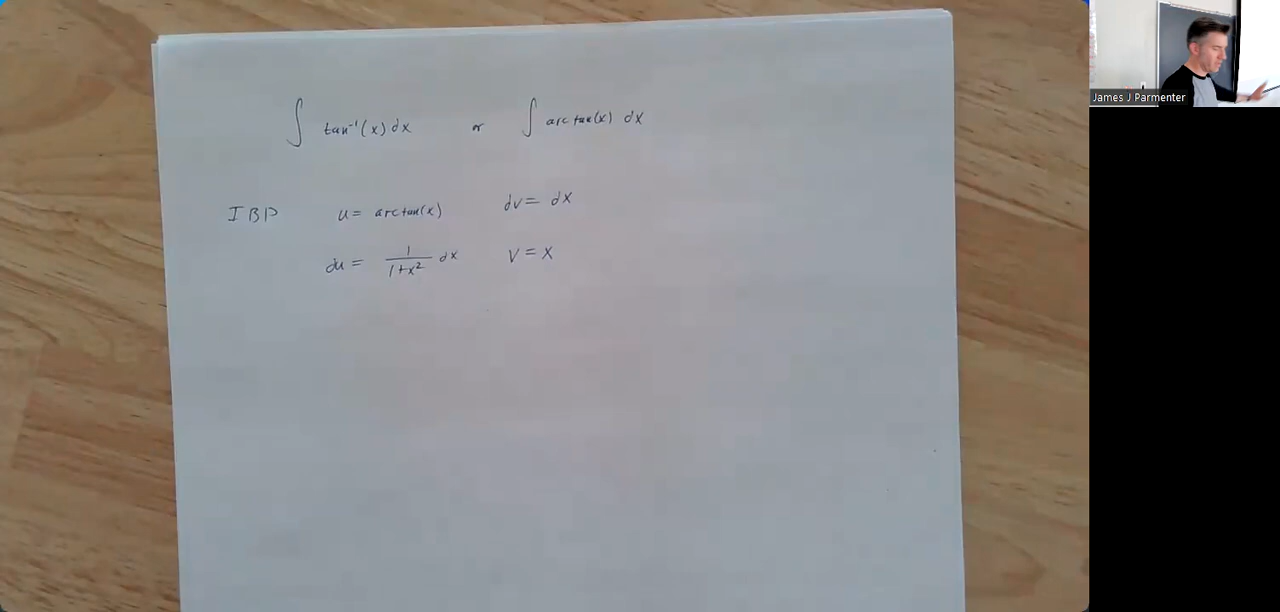 ∫ tan⁻¹(x) dx or ∫ arctan(x) dx
IBP u = arctan(x) dv = dx
du = 1/(1+x²) dx v = x
James J Parmenter